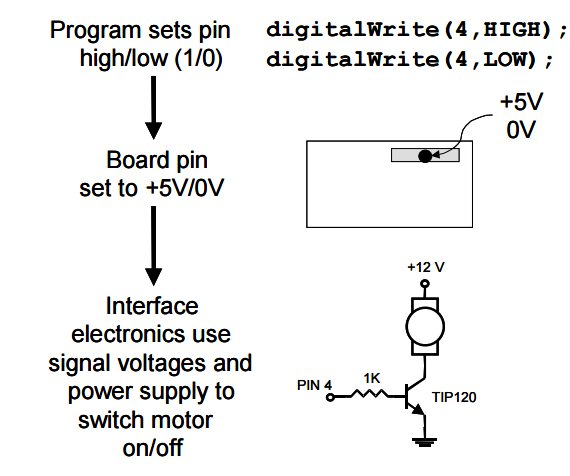 Program sets pin
high/low (1/0)
digitalWrite(4,HIGH);
digitalWrite(4,LOW);
+5V
0V
Board pin
set to +5V/0V
+12 V
Interface
electronics use
signal voltages and
power supply to
switch motor
on/off
PIN 4
1K
TIP120